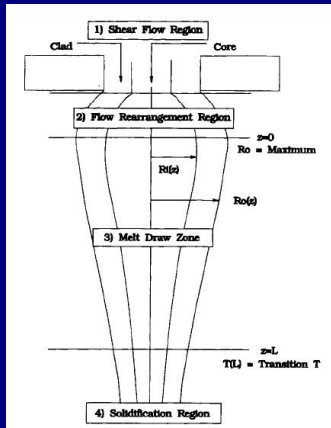 1) Shear Flow Region
Clad
Core
2) Flow Rearrangement Region
z=0
Ro = Maximum
Ri(z)
Ro(z)
3) Melt Draw Zone
z=L
T(L) = Transition T
4) Solidification Region